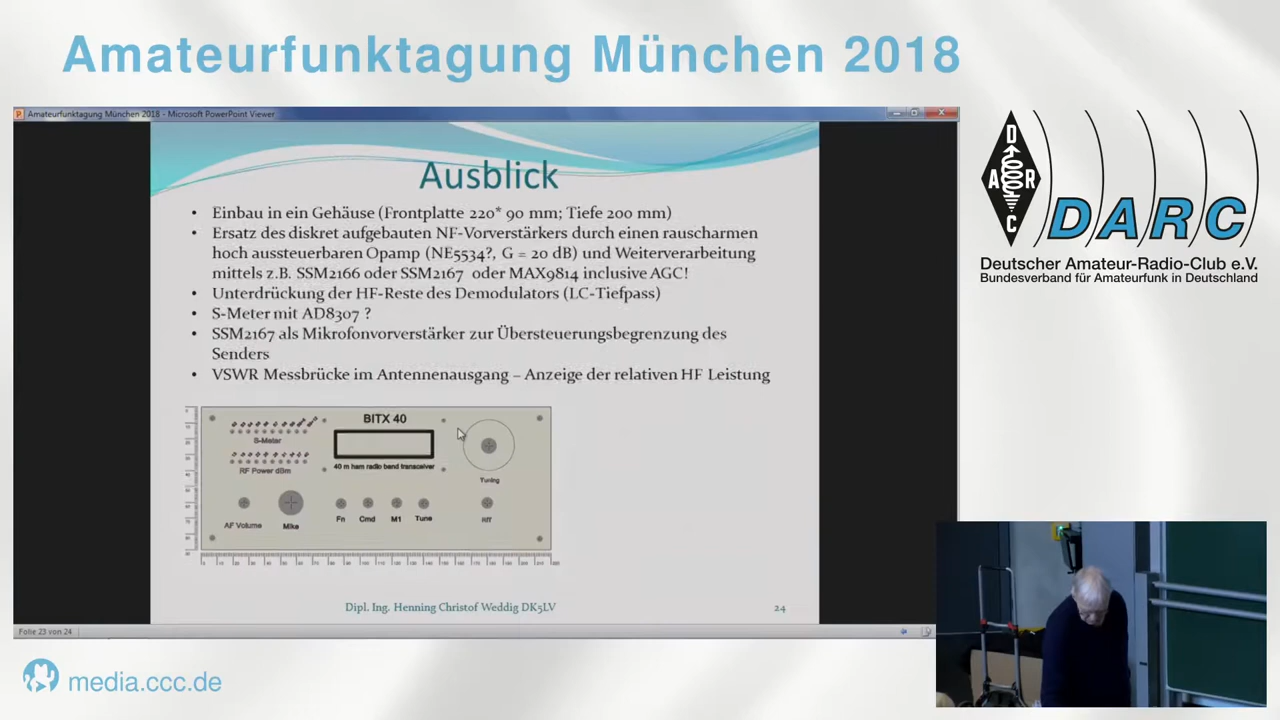 Amateurfunktagung München 2018
Amateurfunktagung München 2018 - Microsoft PowerPoint Viewer
Ausblick
• Einbau in ein Gehäuse (Frontplatte 220* 90 mm; Tiefe 200 mm)
• Ersatz des diskret aufgebauten NF-Vorverstärkers durch einen rauscharmen
hoch aussteuerbaren Opamp (NE5534?, G = 20 dB) und Weiterverarbeitung
mittels z.B. SSM2166 oder SSM2167 oder MAX9814 inclusive AGC!
• Unterdrückung der HF-Reste des Demodulators (LC-Tiefpass)
• S-Meter mit AD8307 ?
• SSM2167 als Mikrofonvorverstärker zur Übersteuerungsbegrenzung des
Senders
• VSWR Messbrücke im Antennenausgang – Anzeige der relativen HF Leistung
BITX 40
S-Meter
RF Power dBm
40 m ham radio band transceiver
Tuning
AF Volume
Mike
Fn
Cmd
M1
Tune
RIT
Dipl. Ing. Henning Christof Weddig DK5LV
24
Folie 23 von 24
D
A R
C
DARC
Deutscher Amateur-Radio-Club e.V.
Bundesverband für Amateurfunk in Deutschland
media.ccc.de